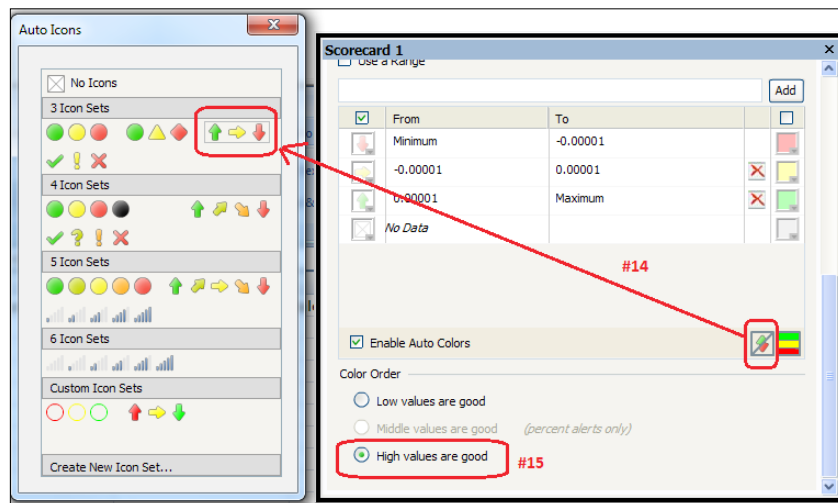 Auto Icons
No Icons
3 Icon Sets
4 Icon Sets
5 Icon Sets
6 Icon Sets
Custom Icon Sets
Create New Icon Set...
Scorecard 1
Use a Range
Add
From To
Minimum -0.00001
-0.00001 0.00001
0.00001 Maximum
No Data
#14
Enable Auto Colors
Color Order
Low values are good
Middle values are good (percent alerts only)
High values are good
#15